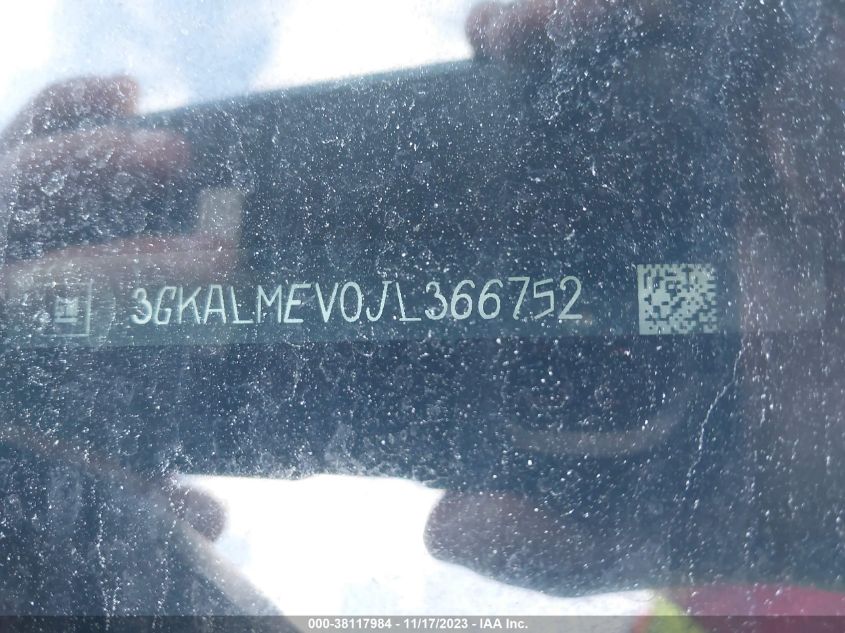 3GKALMEV0JL366752
000-38117984 - 11/17/2023 - IAA Inc.